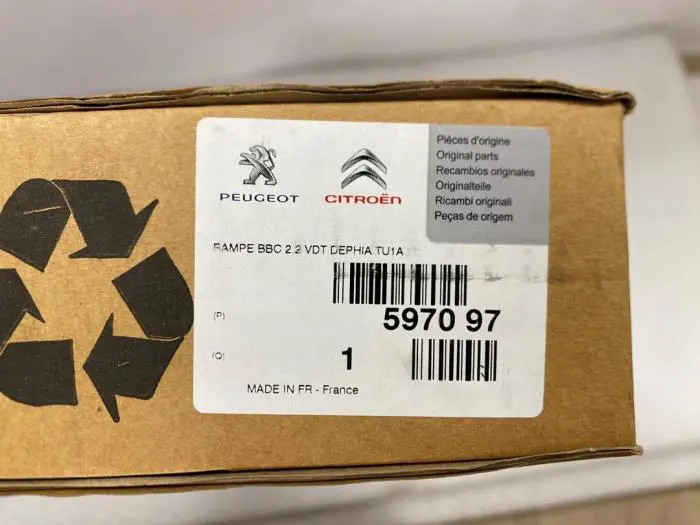 PEUGEOT
CITROËN
Pièces d'origine
Original parts
Recambios originales
Originalteile
Ricambi originali
Peças de origem
RAMPE BBC 2.2 VDT DEPHIA TU1A
(P)
5970 97
(Q)
1
MADE IN FR - France